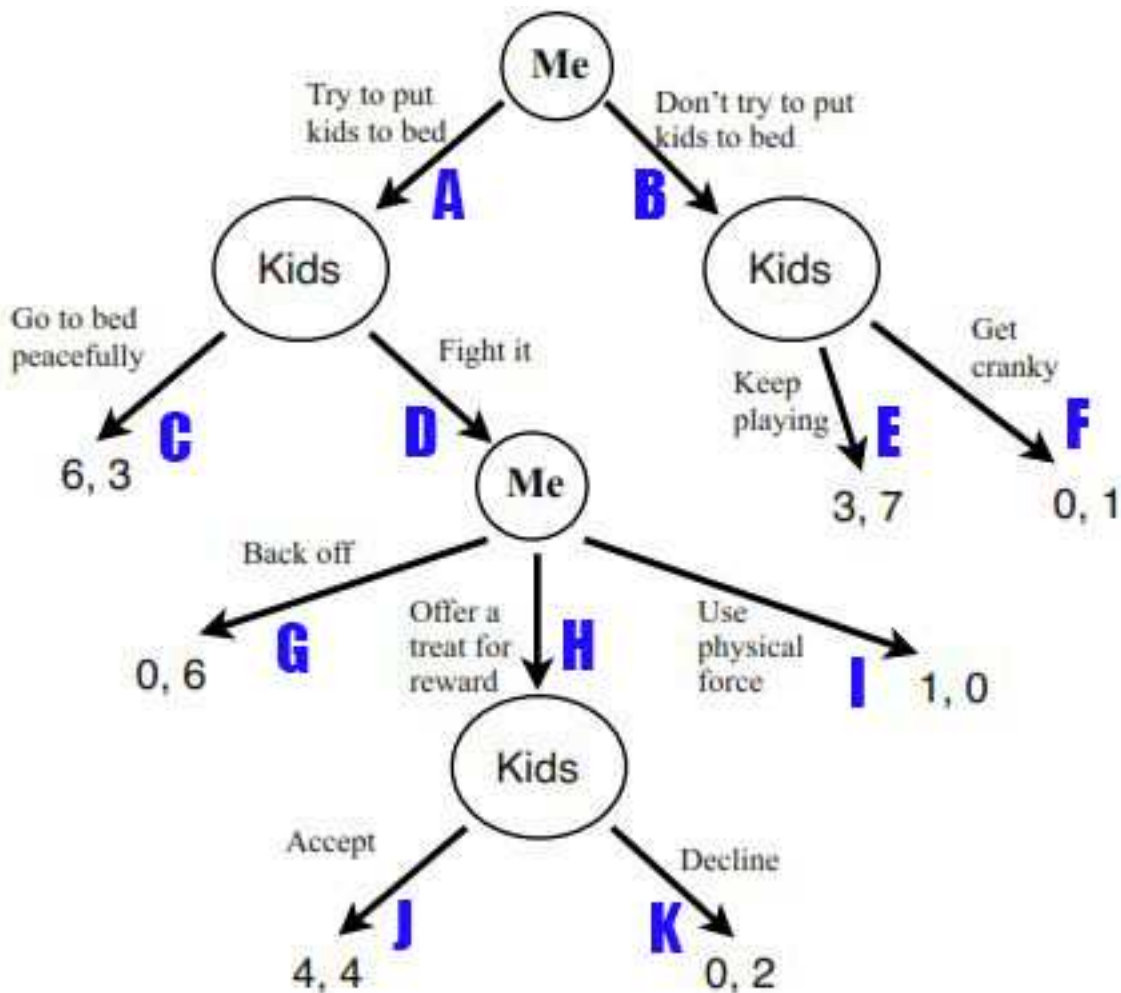 Me
Try to put
kids to bed
Don't try to put
kids to bed
A
B
Kids
Kids
Go to bed
peacefully
Fight it
Keep
playing
Get
cranky
C
D
E
F
6, 3
Me
3, 7
0, 1
Back off
Offer a
treat for
reward
Use
physical
force
G
H
I
0, 6
1, 0
Kids
Accept
Decline
J
K
4, 4
0, 2